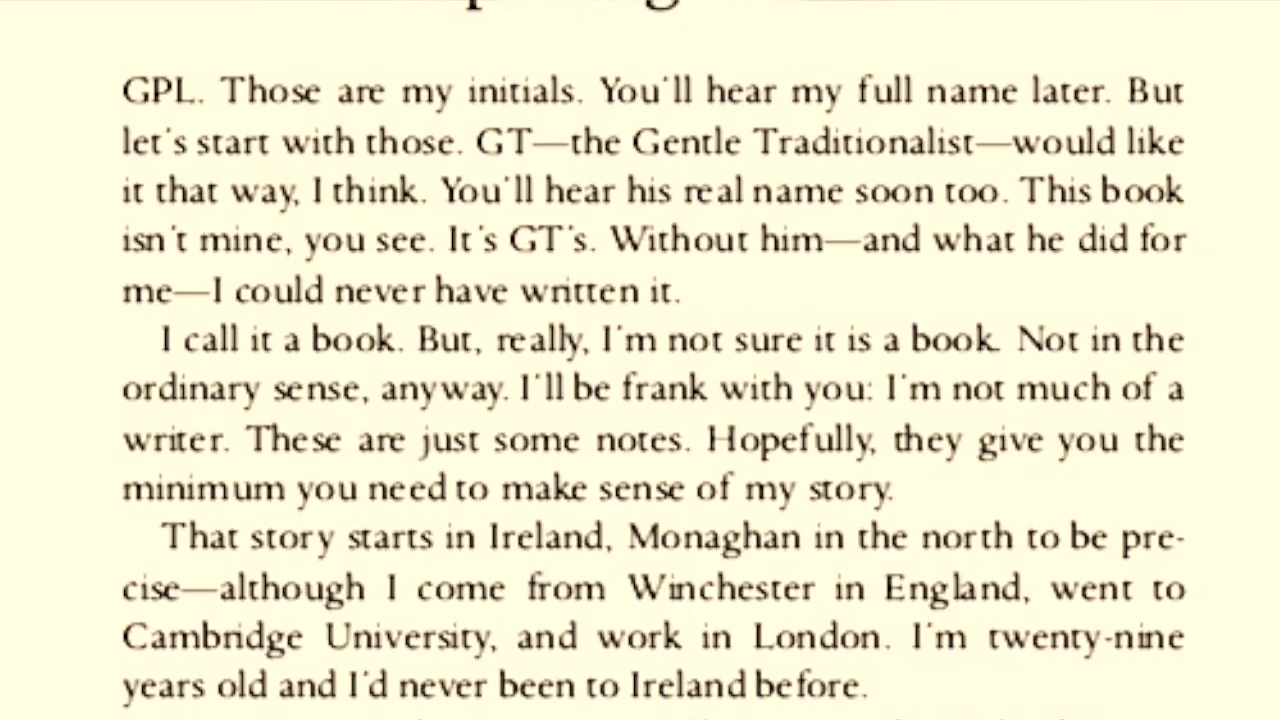 GPL. Those are my initials. You'll hear my full name later. But
let's start with those. GT—the Gentle Traditionalist—would like
it that way, I think. You'll hear his real name soon too. This book
isn't mine, you see. It's GT's. Without him—and what he did for
me—I could never have written it.
I call it a book. But, really, I'm not sure it is a book. Not in the
ordinary sense, anyway. I'll be frank with you: I'm not much of a
writer. These are just some notes. Hopefully, they give you the
minimum you need to make sense of my story.
That story starts in Ireland, Monaghan in the north to be pre-
cise—although I come from Winchester in England, went to
Cambridge University, and work in London. I'm twenty-nine
years old and I'd never been to Ireland before.